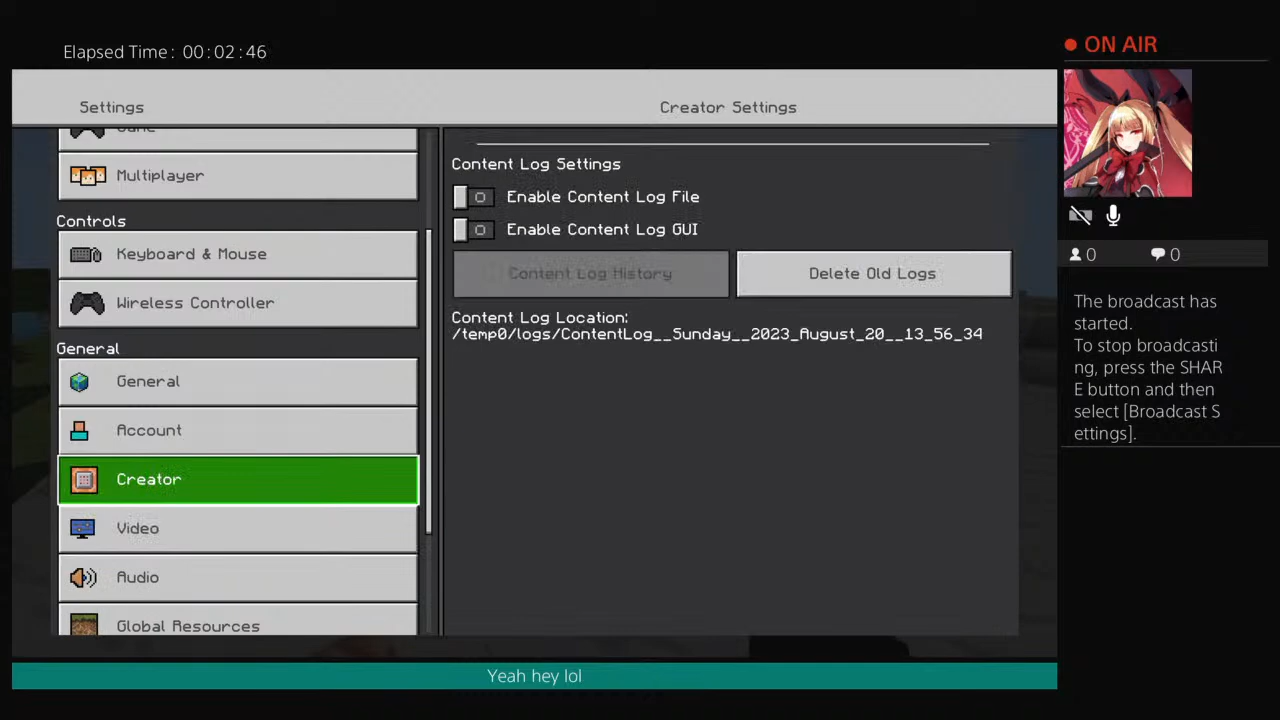 Elapsed Time: 00:02:46
ON AIR
Settings
Creator Settings
Game
Multiplayer
Controls
Keyboard & Mouse
Wireless Controller
General
General
Account
Creator
Video
Audio
Global Resources
Content Log Settings
Enable Content Log File
Enable Content Log GUI
Content Log History
Delete Old Logs
Content Log Location:
/temp0/logs/ContentLog__Sunday__2023_August_20__13_56_34
0
0
The broadcast has
started.
To stop broadcasti
ng, press the SHAR
E button and then
select [Broadcast S
ettings].
Yeah hey lol